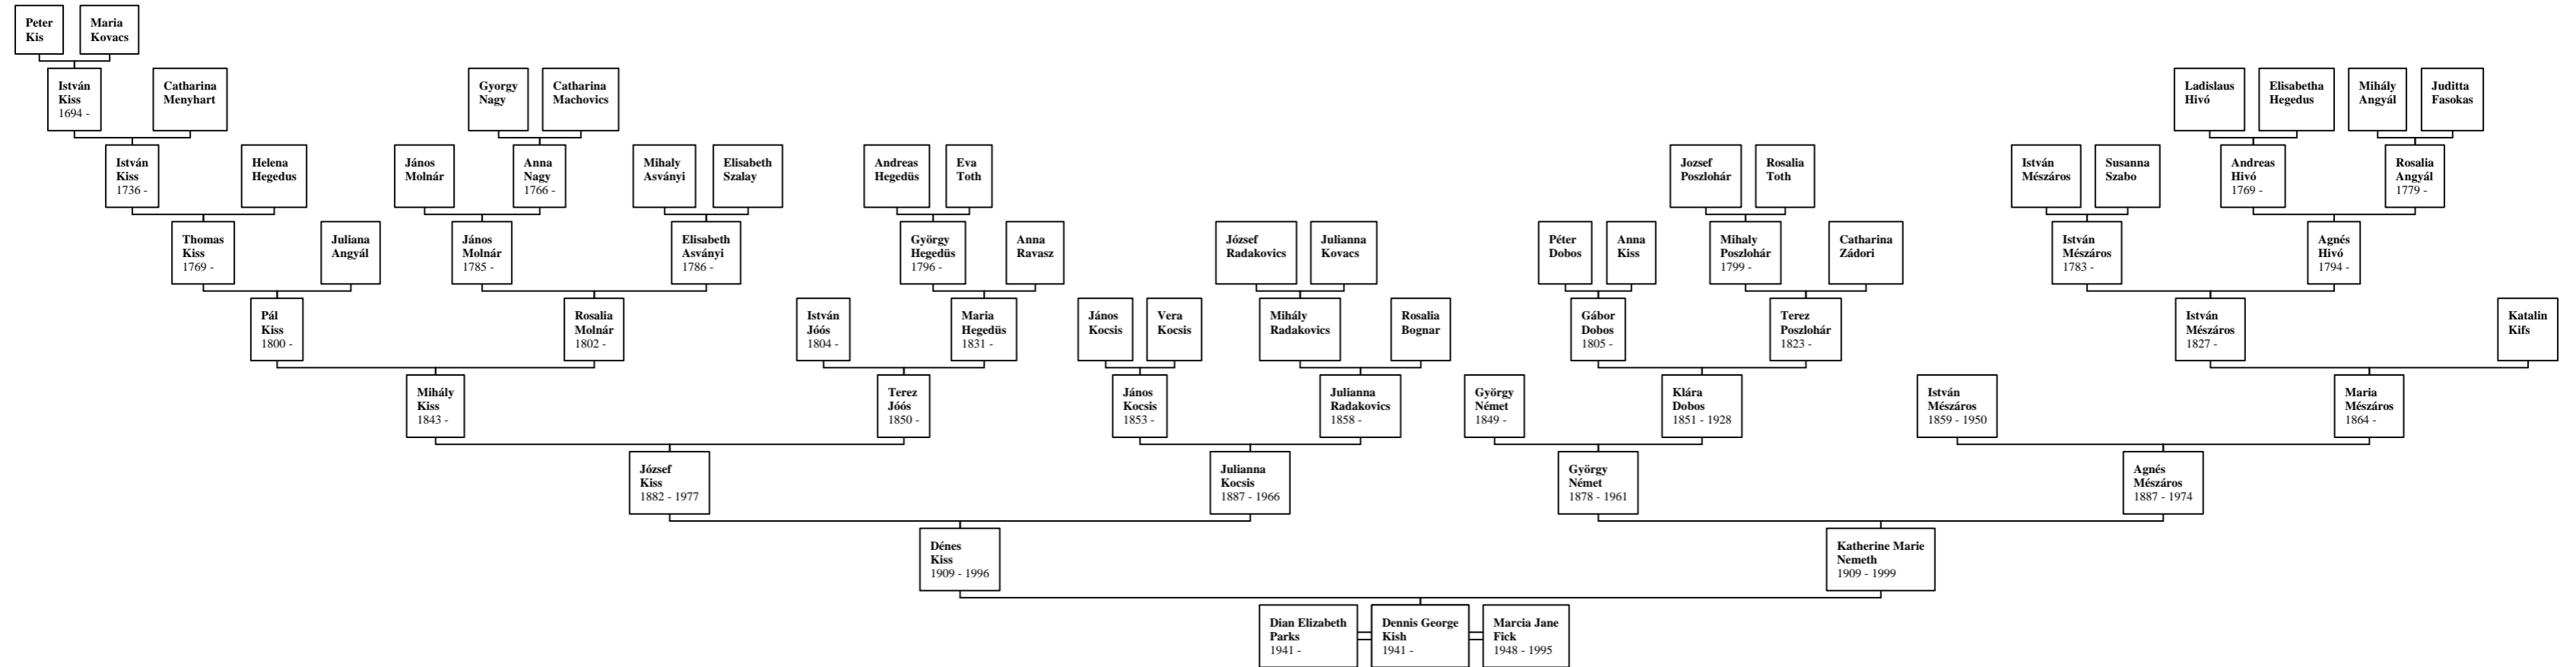 Peter
Kis
Maria
Kovacs
István
Kiss
1694 -
Catharina
Menyhart
Gyorgy
Nagy
Catharina
Machovics
Ladislaus
Hivó
Elisabetha
Hegedus
Mihály
Angyál
Juditta
Fasokas
István
Kiss
1736 -
Helena
Hegedus
János
Molnár
Anna
Nagy
1766 -
Mihaly
Asványi
Elisabeth
Szalay
Andreas
Hegedüs
Eva
Toth
Jozsef
Poszlohár
Rosalia
Toth
István
Mészáros
Susanna
Szabo
Andreas
Hivó
1769 -
Rosalia
Angyál
1779 -
Thomas
Kiss
1769 -
Juliana
Angyál
János
Molnár
1785 -
Elisabeth
Asványi
1786 -
György
Hegedüs
1796 -
Anna
Ravasz
József
Radakovics
Julianna
Kovacs
Péter
Dobos
Anna
Kiss
Mihaly
Poszlohár
1799 -
Catharina
Zádori
István
Mészáros
1783 -
Agnés
Hivó
1794 -
Pál
Kiss
1800 -
Rosalia
Molnár
1802 -
István
Jóós
1804 -
Maria
Hegedüs
1831 -
János
Kocsis
Vera
Kocsis
Mihály
Radakovics
Rosalia
Bognar
Gábor
Dobos
1805 -
Terez
Poszlohár
1823 -
István
Mészáros
1827 -
Katalin
Kifs
Mihály
Kiss
1843 -
Terez
Jóós
1850 -
János
Kocsis
1853 -
Julianna
Radakovics
1858 -
György
Német
1849 -
Klára
Dobos
1851 - 1928
István
Mészáros
1859 - 1950
Maria
Mészáros
1864 -
József
Kiss
1882 - 1977
Julianna
Kocsis
1887 - 1966
György
Német
1878 - 1961
Agnés
Mészáros
1887 - 1974
Dénes
Kiss
1909 - 1996
Katherine Marie
Nemeth
1909 - 1999
Dian Elizabeth
Parks
1941 -
Dennis George
Kish
1941 -
Marcia Jane
Fick
1948 - 1995